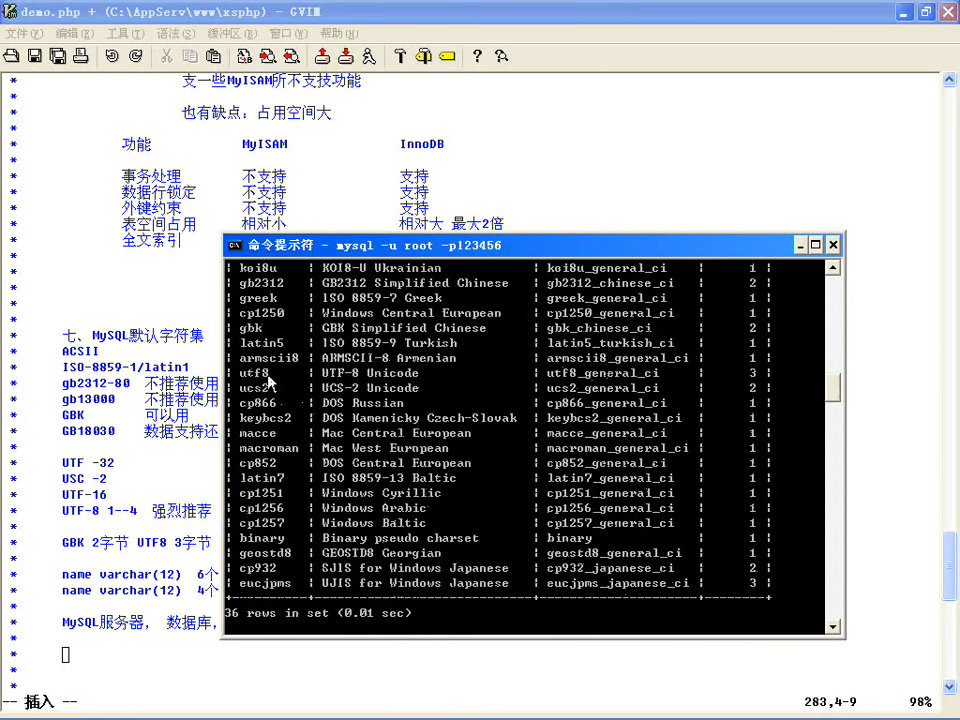 demo.php + (C:\AppServ\www\xsphp) - GVIM
文件(F) 编辑(E) 工具(T) 语法(S) 缓冲区(B) 窗口(W) 帮助(H)
* 支一些MyISAM所不支技功能
*
* 也有缺点：占用空间大
*
* 功能 MyISAM InnoDB
*
* 事务处理 不支持 支持
* 数据行锁定 不支持 支持
* 外键约束 不支持 支持
* 表空间占用 相对小 相对大 最大2倍
* 全文索引
*
*
*
*
*
* 七、MySQL默认字符集
* ACSII
* ISO-8859-1/latin1
* gb2312-80 不推荐使用
* gb13000 不推荐使用
* GBK 可以用
* GB18030 数据支持还
*
* UTF -32
* USC -2
* UTF-16
* UTF-8 1--4 强烈推荐
*
* GBK 2字节 UTF8 3字节
*
* name varchar(12) 6个
* name varchar(12) 4个
*
* MySQL服务器， 数据库，
*
*
*
*
-- 插入 -- 283,4-9 98%
命令提示符 - mysql -u root -p123456
| koi8u | KOI8-U Ukrainian | koi8u_general_ci | 1 |
| gb2312 | GB2312 Simplified Chinese | gb2312_chinese_ci | 2 |
| greek | ISO 8859-7 Greek | greek_general_ci | 1 |
| cp1250 | Windows Central European | cp1250_general_ci | 1 |
| gbk | GBK Simplified Chinese | gbk_chinese_ci | 2 |
| latin5 | ISO 8859-9 Turkish | latin5_turkish_ci | 1 |
| armscii8 | ARMSCII-8 Armenian | armscii8_general_ci | 1 |
| utf8 | UTF-8 Unicode | utf8_general_ci | 3 |
| ucs2 | UCS-2 Unicode | ucs2_general_ci | 2 |
| cp866 | DOS Russian | cp866_general_ci | 1 |
| keybcs2 | DOS Kamenicky Czech-Slovak | keybcs2_general_ci | 1 |
| macce | Mac Central European | macce_general_ci | 1 |
| macroman | Mac West European | macroman_general_ci | 1 |
| cp852 | DOS Central European | cp852_general_ci | 1 |
| latin7 | ISO 8859-13 Baltic | latin7_general_ci | 1 |
| cp1251 | Windows Cyrillic | cp1251_general_ci | 1 |
| cp1256 | Windows Arabic | cp1256_general_ci | 1 |
| cp1257 | Windows Baltic | cp1257_general_ci | 1 |
| binary | Binary pseudo charset | binary | 1 |
| geostd8 | GEOSTD8 Georgian | geostd8_general_ci | 1 |
| cp932 | SJIS for Windows Japanese | cp932_japanese_ci | 2 |
| eucjpms | UJIS for Windows Japanese | eucjpms_japanese_ci | 3 |
+----------+-----------------------------+---------------------+--------+
36 rows in set (0.01 sec)